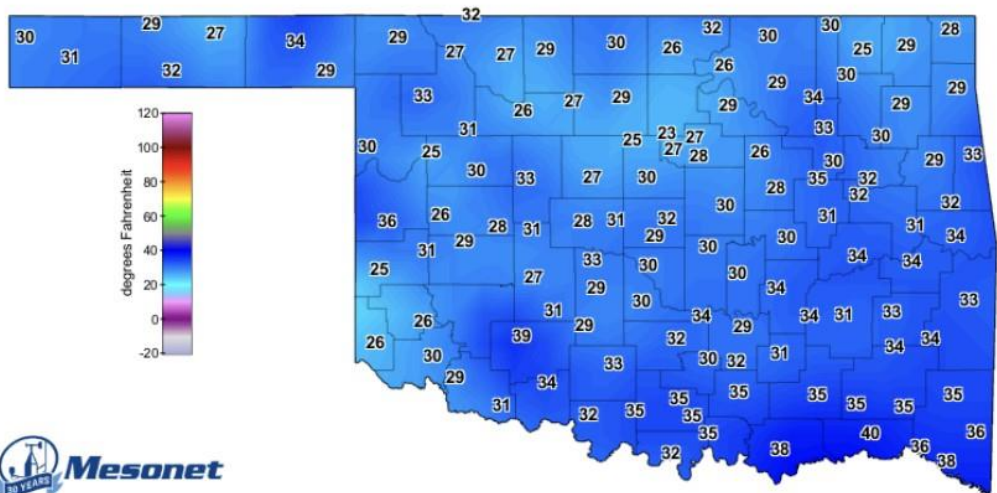 32
29 27 34 29 29 32 30 30 28
30 31 27 27 29 30 26 25 29
32 29 26 29 30 29
33 26 27 29 29 34 29
31 25 23 27 33 30
30 25 27 28 26 30 29 33
30 33 27 30 28 35 32
36 26 28 31 28 31 32 30 31 32 31 32
29 29 30 34
31 33 30 30 34 34
25 27 29 30 34 33
31 30 34 34 31 33
26 39 29 32 29 34 34
26 30 33 30 32 31
29 34 35 35 35
31 32 35 35 35 35 35
32 35 38 40 36 36
38
120
100
80
60
40
20
0
-20
degrees Fahrenheit
Mesonet
30 YEARS